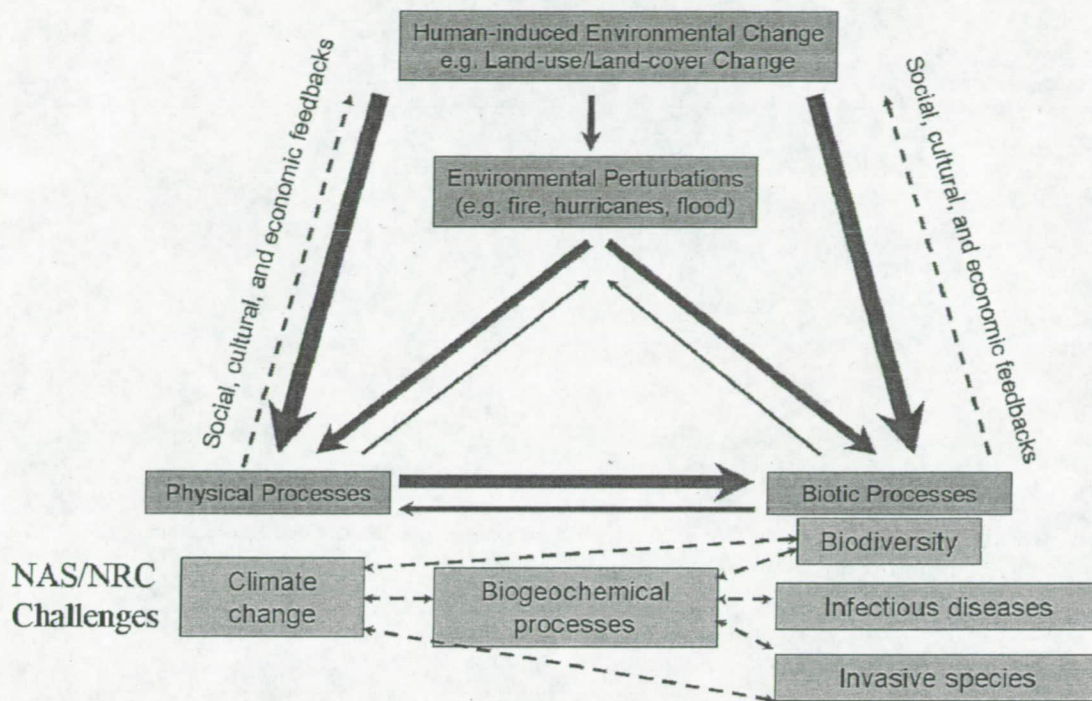 Human-induced Environmental Change
e.g. Land-use/Land-cover Change
Social, cultural, and economic feedbacks
Social, cultural, and economic feedbacks
Environmental Perturbations
(e.g. fire, hurricanes, flood)
Physical Processes
Biotic Processes
Biodiversity
NAS/NRC
Challenges
Climate
change
Biogeochemical
processes
Infectious diseases
Invasive species